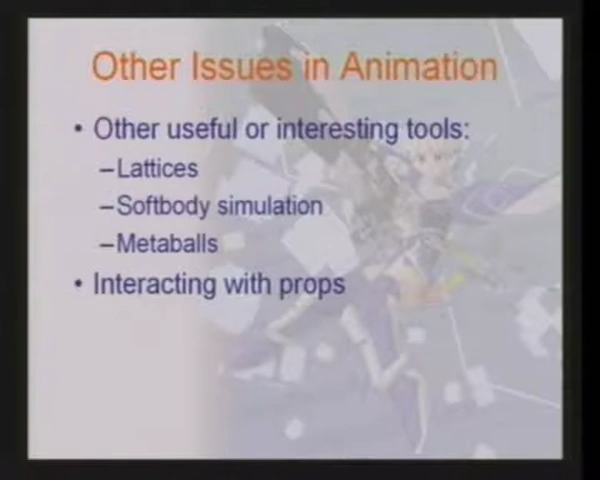 Other Issues in Animation
• Other useful or interesting tools:
–Lattices
–Softbody simulation
–Metaballs
• Interacting with props